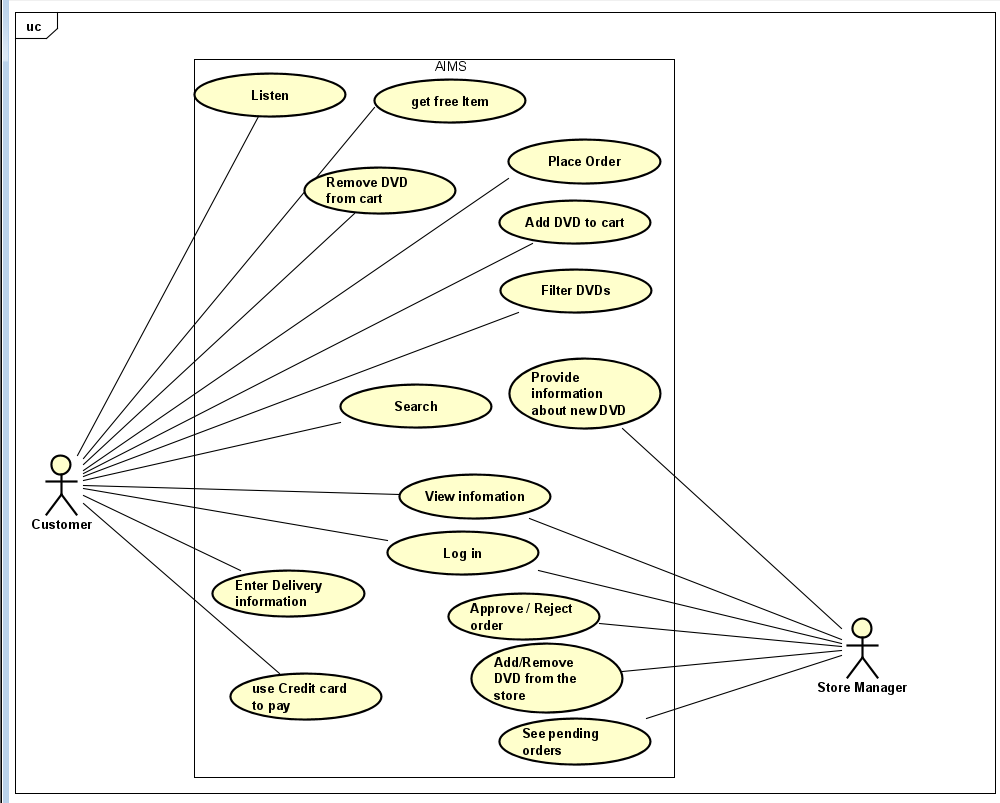 uc
AIMS
Listen
get free Item
Place Order
Remove DVD
from cart
Add DVD to cart
Filter DVDs
Provide
information
about new DVD
Search
View infomation
Customer
Log in
Enter Delivery
information
Approve / Reject
order
Add/Remove
DVD from the
store
Store Manager
use Credit card
to pay
See pending
orders